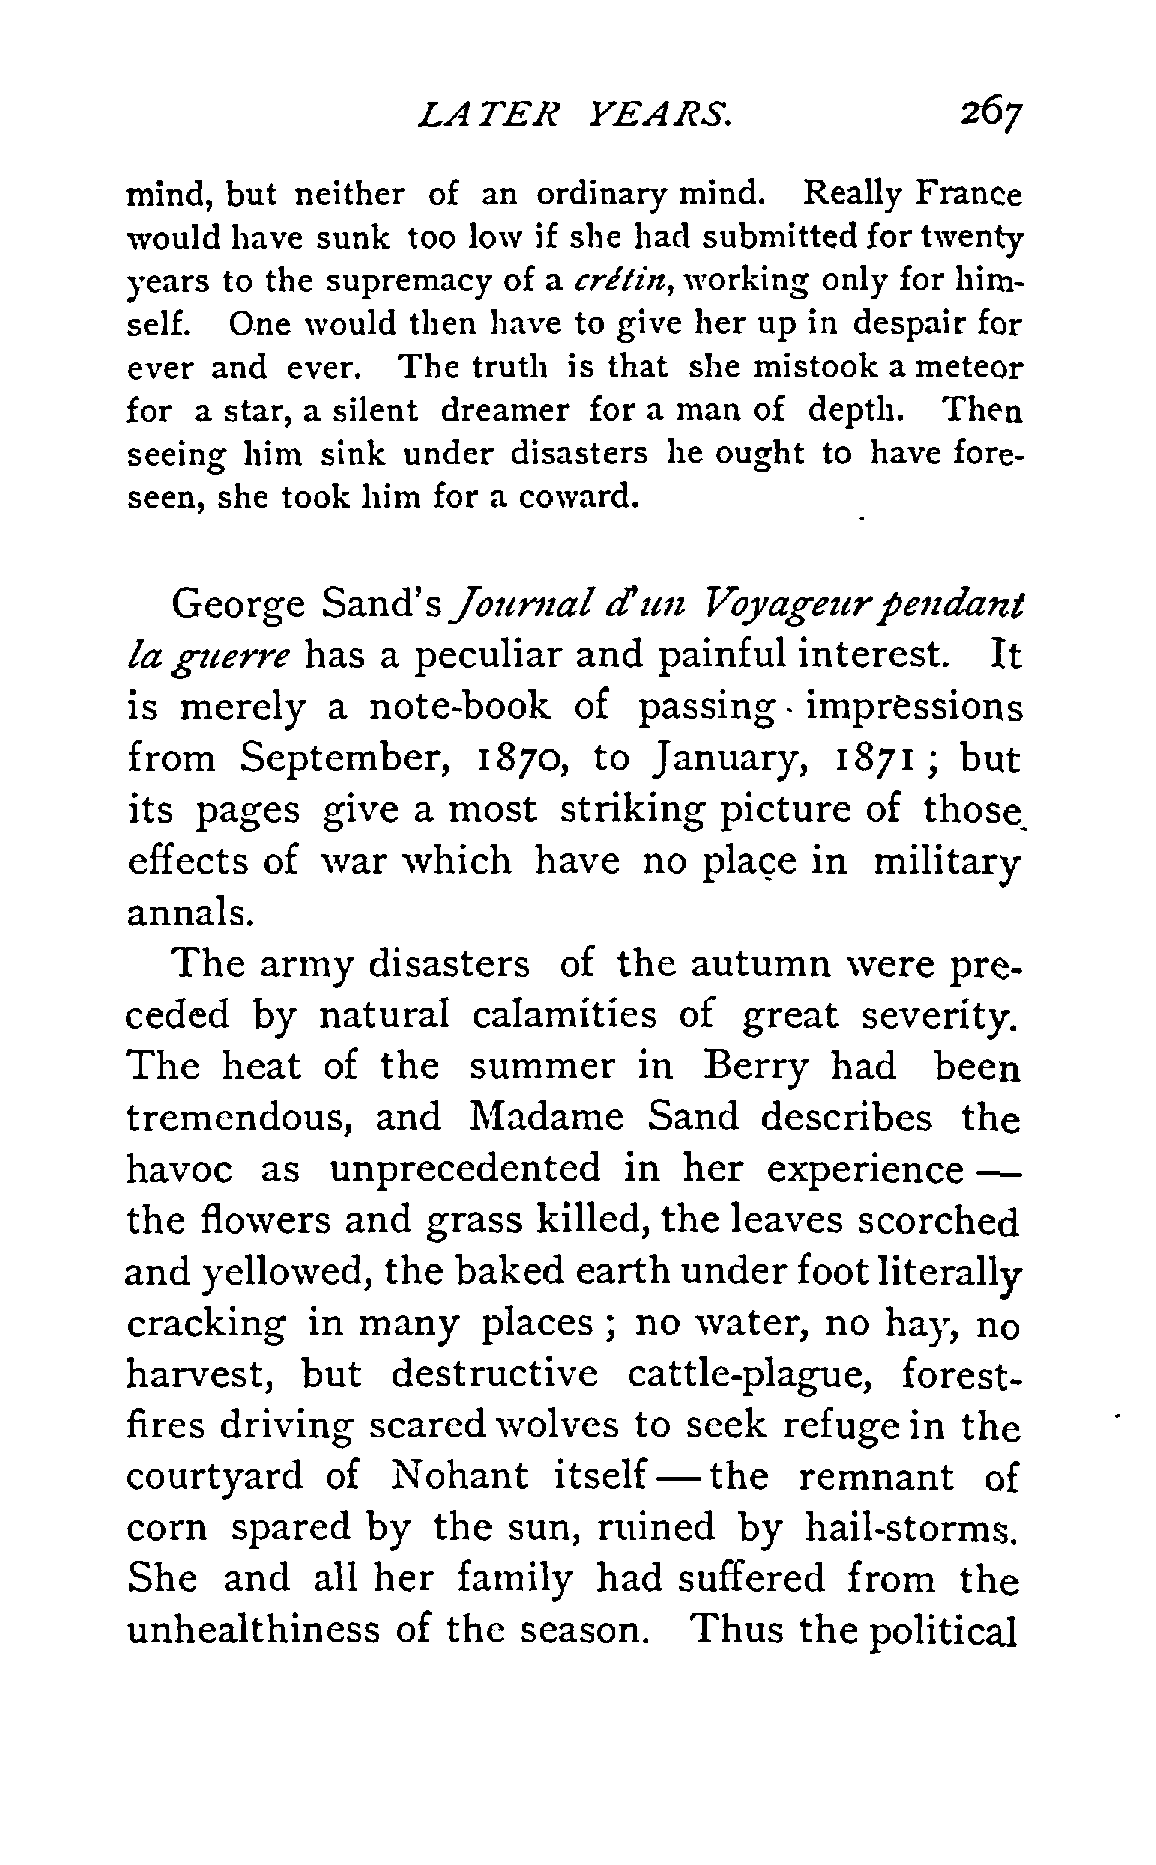 LATER YEARS. 267
mind, but neither of an ordinary mind. Really France
would have sunk too low if she had submitted for twenty
years to the supremacy of a crétin, working only for him-
self. One would then have to give her up in despair for
ever and ever. The truth is that she mistook a meteor
for a star, a silent dreamer for a man of depth. Then
seeing him sink under disasters he ought to have fore-
seen, she took him for a coward.
George Sand's Journal d'un Voyageur pendant
la guerre has a peculiar and painful interest. It
is merely a note-book of passing impressions
from September, 1870, to January, 1871 ; but
its pages give a most striking picture of those
effects of war which have no place in military
annals.
The army disasters of the autumn were pre-
ceded by natural calamities of great severity.
The heat of the summer in Berry had been
tremendous, and Madame Sand describes the
havoc as unprecedented in her experience —
the flowers and grass killed, the leaves scorched
and yellowed, the baked earth under foot literally
cracking in many places ; no water, no hay, no
harvest, but destructive cattle-plague, forest-
fires driving scared wolves to seek refuge in the
courtyard of Nohant itself — the remnant of
corn spared by the sun, ruined by hail-storms.
She and all her family had suffered from the
unhealthiness of the season. Thus the political